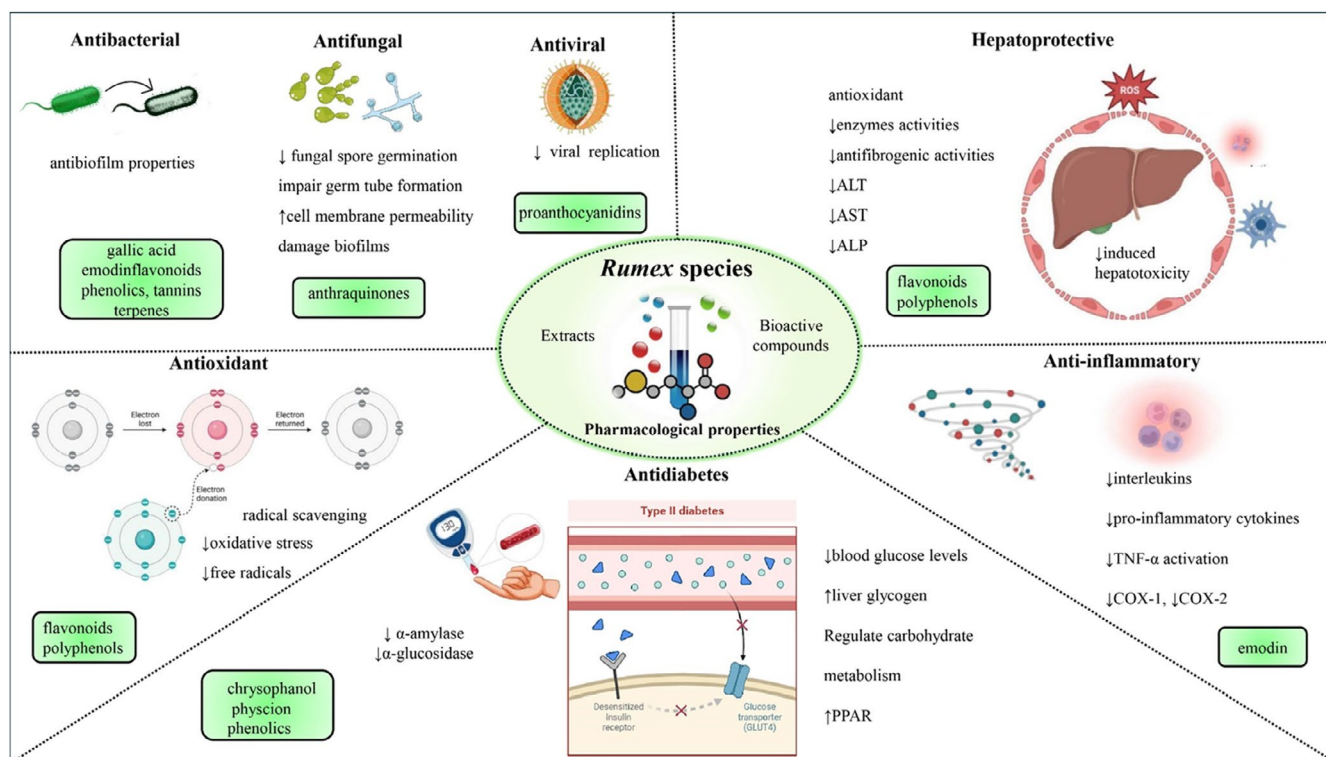 Antibacterial
antibiofilm properties
gallic acid
emodinflavonoids
phenolics, tannins
terpenes
Antifungal
↓ fungal spore germination
impair germ tube formation
↑cell membrane permeability
damage biofilms
anthraquinones
Antiviral
↓ viral replication
proanthocyanidins
Hepatoprotective
antioxidant
↓enzymes activities
↓antifibrogenic activities
↓ALT
↓AST
↓ALP
flavonoids
polyphenols
ROS
↓induced
hepatotoxicity
Rumex species
Extracts
Bioactive
compounds
Pharmacological properties
Antioxidant
Electron
lost
Electron
returned
Electron
donation
radical scavenging
↓oxidative stress
↓free radicals
flavonoids
polyphenols
Antidiabetes
130
Type II diabetes
Desensitized
insulin
receptor
Glucose
transporter
(GLUT4)
↓ α-amylase
↓α-glucosidase
chrysophanol
physcion
phenolics
↓blood glucose levels
↑liver glycogen
Regulate carbohydrate
metabolism
↑PPAR
Anti-inflammatory
↓interleukins
↓pro-inflammatory cytokines
↓TNF-α activation
↓COX-1, ↓COX-2
emodin